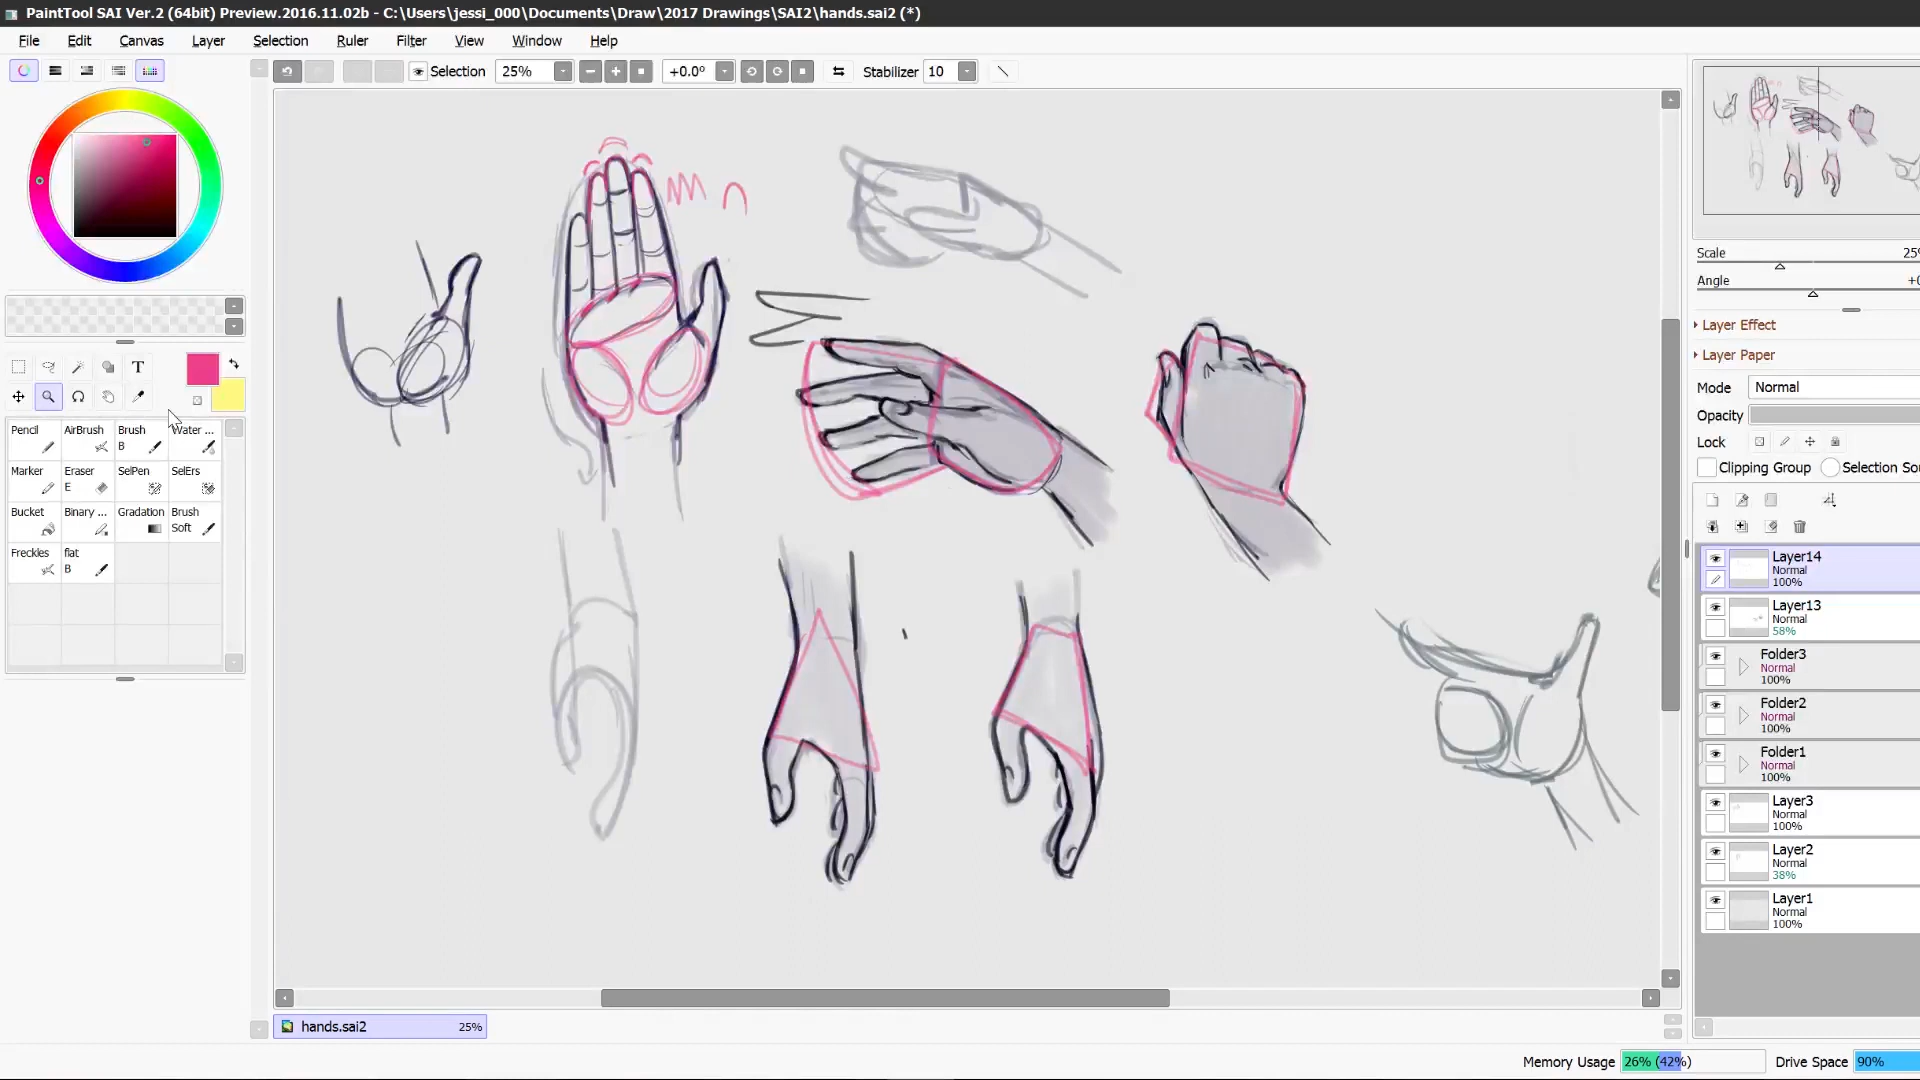 PaintTool SAI Ver.2 (64bit) Preview.2016.11.02b - C:\Users\jessi_000\Documents\Draw\2017 Drawings\SAI2\hands.sai2 (*)
File Edit Canvas Layer Selection Ruler Filter View Window Help
Selection 25% +0.0° Stabilizer 10
Scale 25%
Angle +0
Layer Effect
Layer Paper
Mode Normal
Opacity
Lock
Clipping Group Selection Sou
T
Pencil AirBrush Brush Water ...
B
Marker Eraser SelPen SelErs
E
Bucket Binary ... Gradation Brush
Soft
Freckles flat
B
Layer14
Normal
100%
Layer13
Normal
58%
Folder3
Normal
100%
Folder2
Normal
100%
Folder1
Normal
100%
Layer3
Normal
100%
Layer2
Normal
38%
Layer1
Normal
100%
hands.sai2 25%
Memory Usage 26% (42%) Drive Space 90%